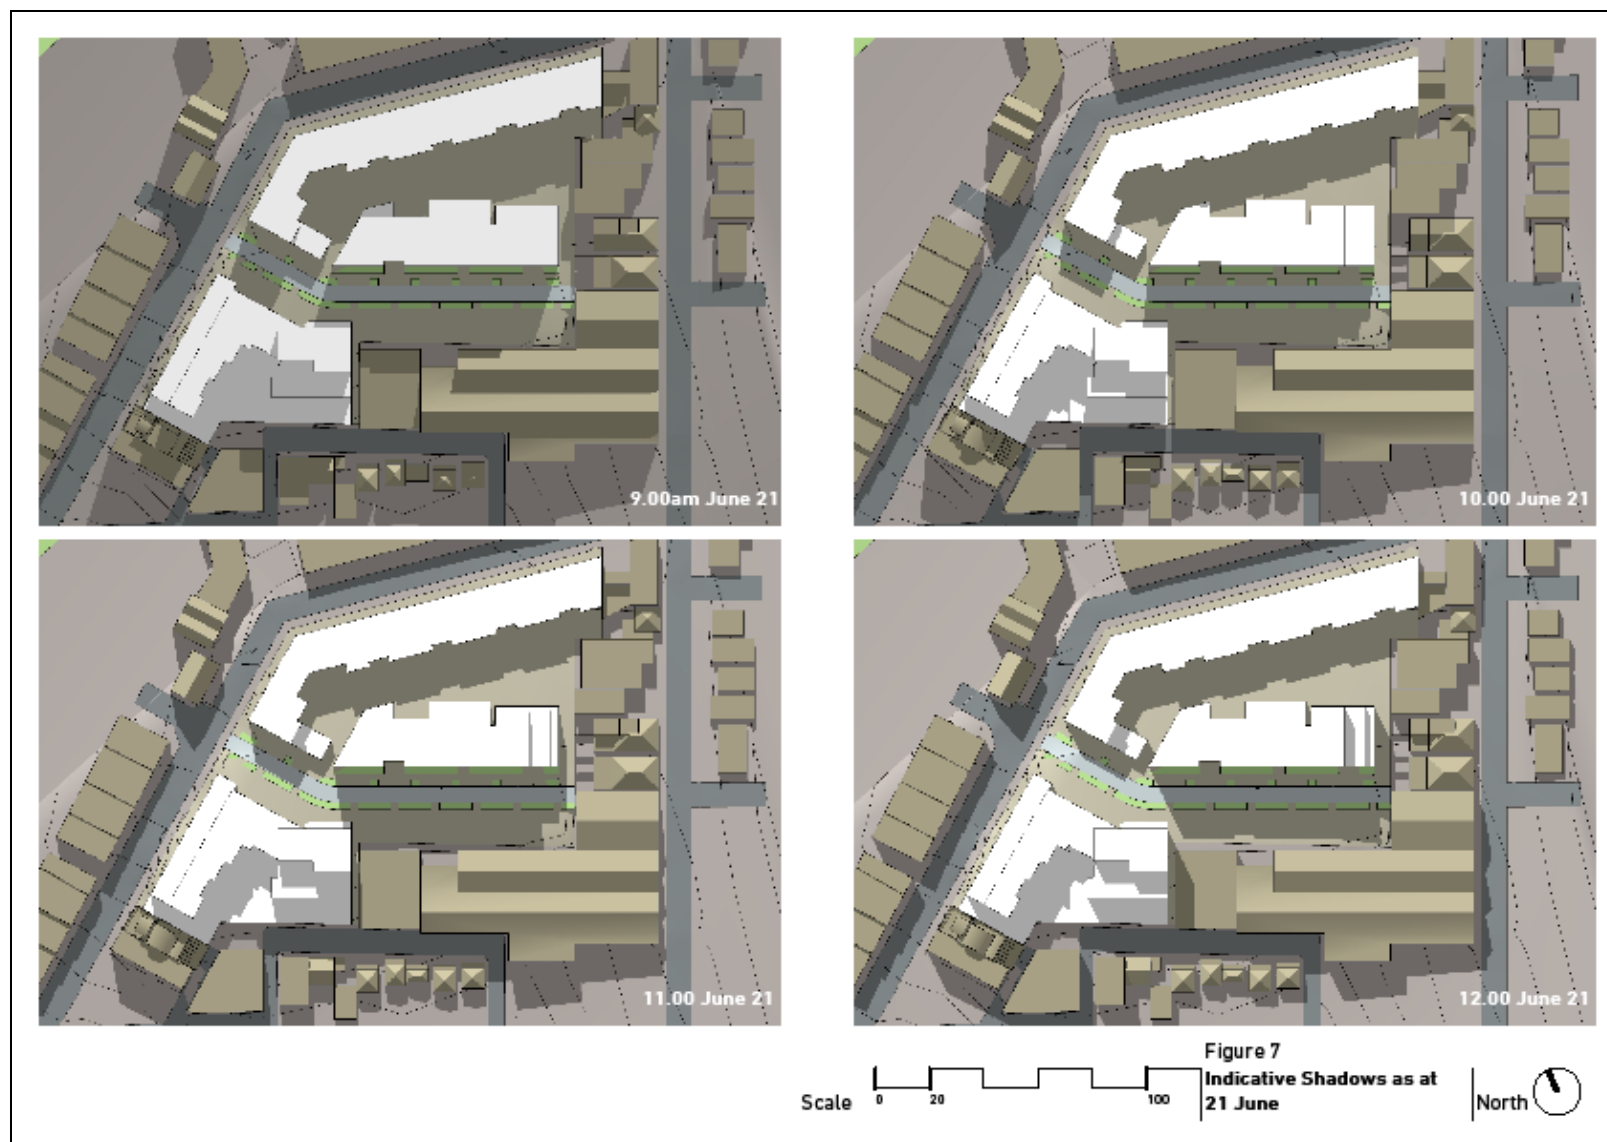 9.00am June 21
10.00 June 21
11.00 June 21
12.00 June 21
Figure 7
Indicative Shadows as at
21 June
Scale
0 20 100
North